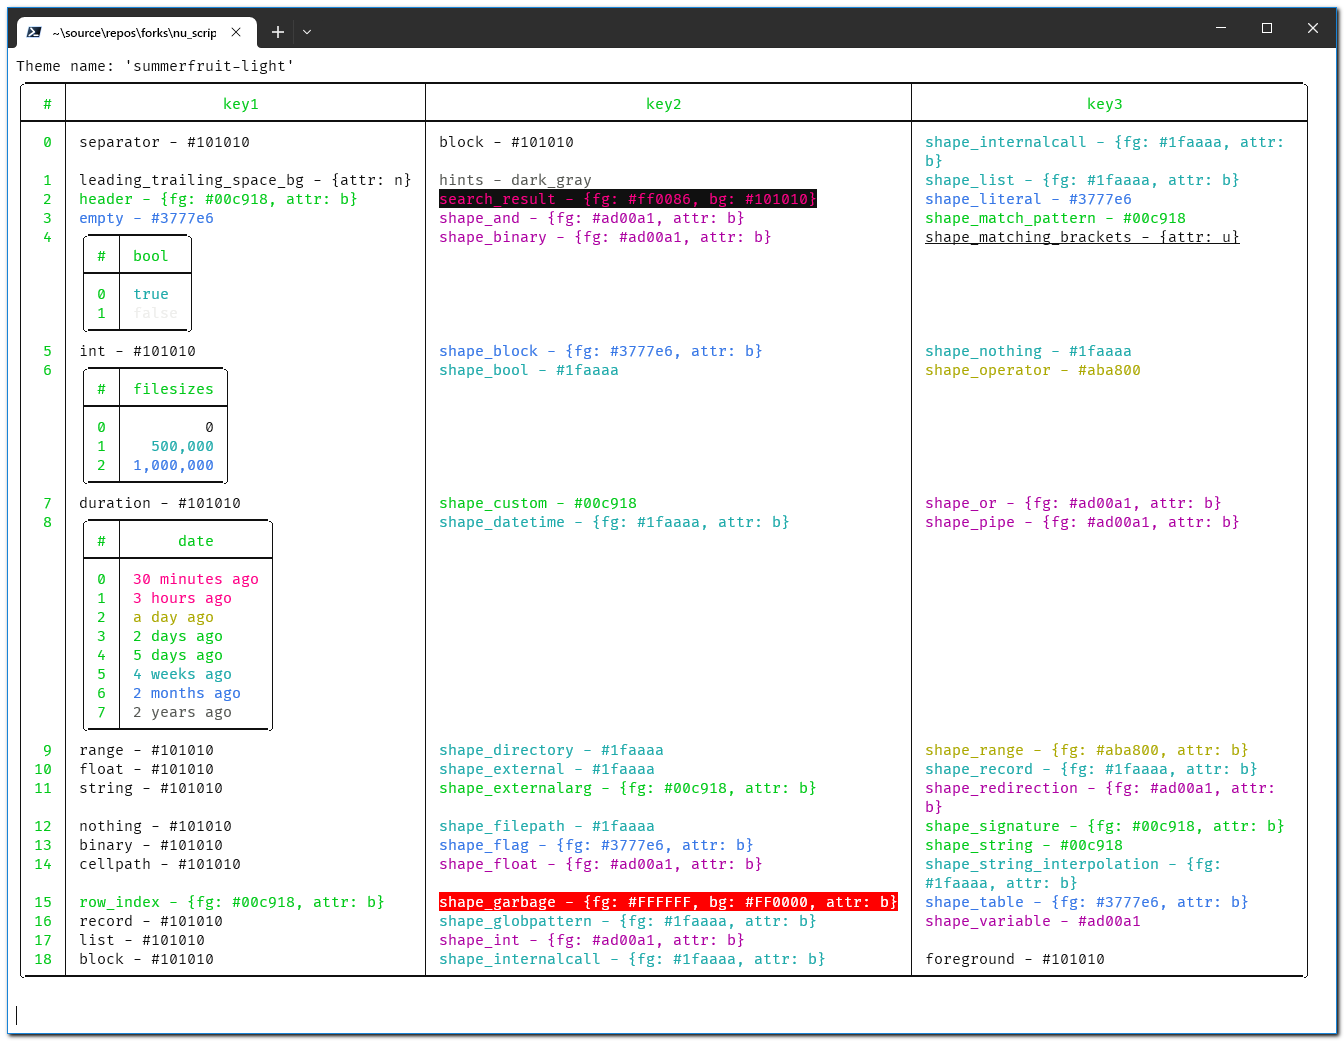 ~\source\repos\forks\nu_scrip
Theme name: 'summerfruit-light'
# key1 key2 key3
0 separator - #101010 block - #101010 shape_internalcall - {fg: #1faaaa, attr:
b}
1 leading_trailing_space_bg - {attr: n} hints - dark_gray shape_list - {fg: #1faaaa, attr: b}
2 header - {fg: #00c918, attr: b} search_result - {fg: #ff0086, bg: #101010} shape_literal - #3777e6
3 empty - #3777e6 shape_and - {fg: #ad00a1, attr: b} shape_match_pattern - #00c918
4 shape_binary - {fg: #ad00a1, attr: b} shape_matching_brackets - {attr: u}
# bool
0 true
1 false
5 int - #101010 shape_block - {fg: #3777e6, attr: b} shape_nothing - #1faaaa
6 shape_bool - #1faaaa shape_operator - #aba800
# filesizes
0 0
1 500,000
2 1,000,000
7 duration - #101010 shape_custom - #00c918 shape_or - {fg: #ad00a1, attr: b}
8 shape_datetime - {fg: #1faaaa, attr: b} shape_pipe - {fg: #ad00a1, attr: b}
# date
0 30 minutes ago
1 3 hours ago
2 a day ago
3 2 days ago
4 5 days ago
5 4 weeks ago
6 2 months ago
7 2 years ago
9 range - #101010 shape_directory - #1faaaa shape_range - {fg: #aba800, attr: b}
10 float - #101010 shape_external - #1faaaa shape_record - {fg: #1faaaa, attr: b}
11 string - #101010 shape_externalarg - {fg: #00c918, attr: b} shape_redirection - {fg: #ad00a1, attr:
b}
12 nothing - #101010 shape_filepath - #1faaaa shape_signature - {fg: #00c918, attr: b}
13 binary - #101010 shape_flag - {fg: #3777e6, attr: b} shape_string - #00c918
14 cellpath - #101010 shape_float - {fg: #ad00a1, attr: b} shape_string_interpolation - {fg:
#1faaaa, attr: b}
15 row_index - {fg: #00c918, attr: b} shape_garbage - {fg: #FFFFFF, bg: #FF0000, attr: b} shape_table - {fg: #3777e6, attr: b}
16 record - #101010 shape_globpattern - {fg: #1faaaa, attr: b} shape_variable - #ad00a1
17 list - #101010 shape_int - {fg: #ad00a1, attr: b}
18 block - #101010 shape_internalcall - {fg: #1faaaa, attr: b} foreground - #101010